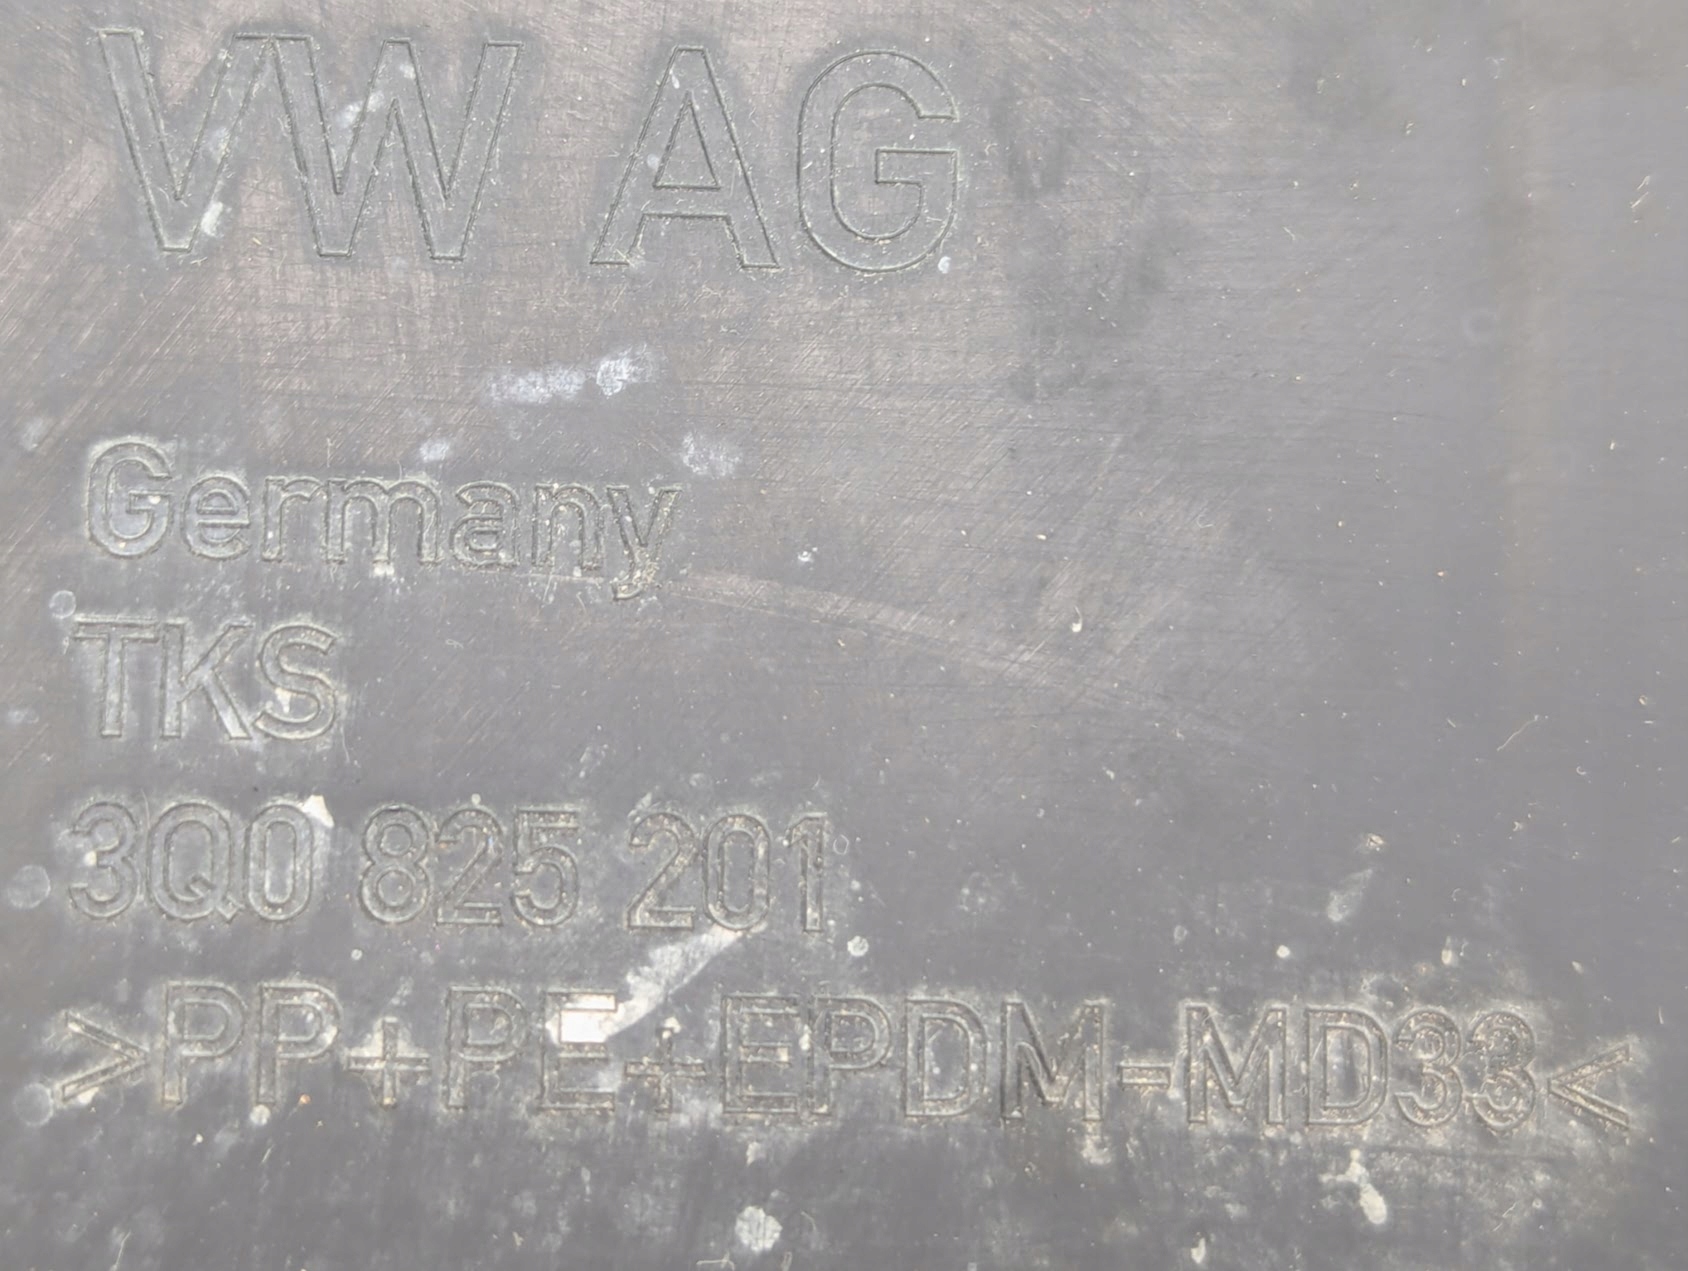 VW AG
Germany
TKS
3Q0 825 201
>PP+PE+EPDM-MD33<